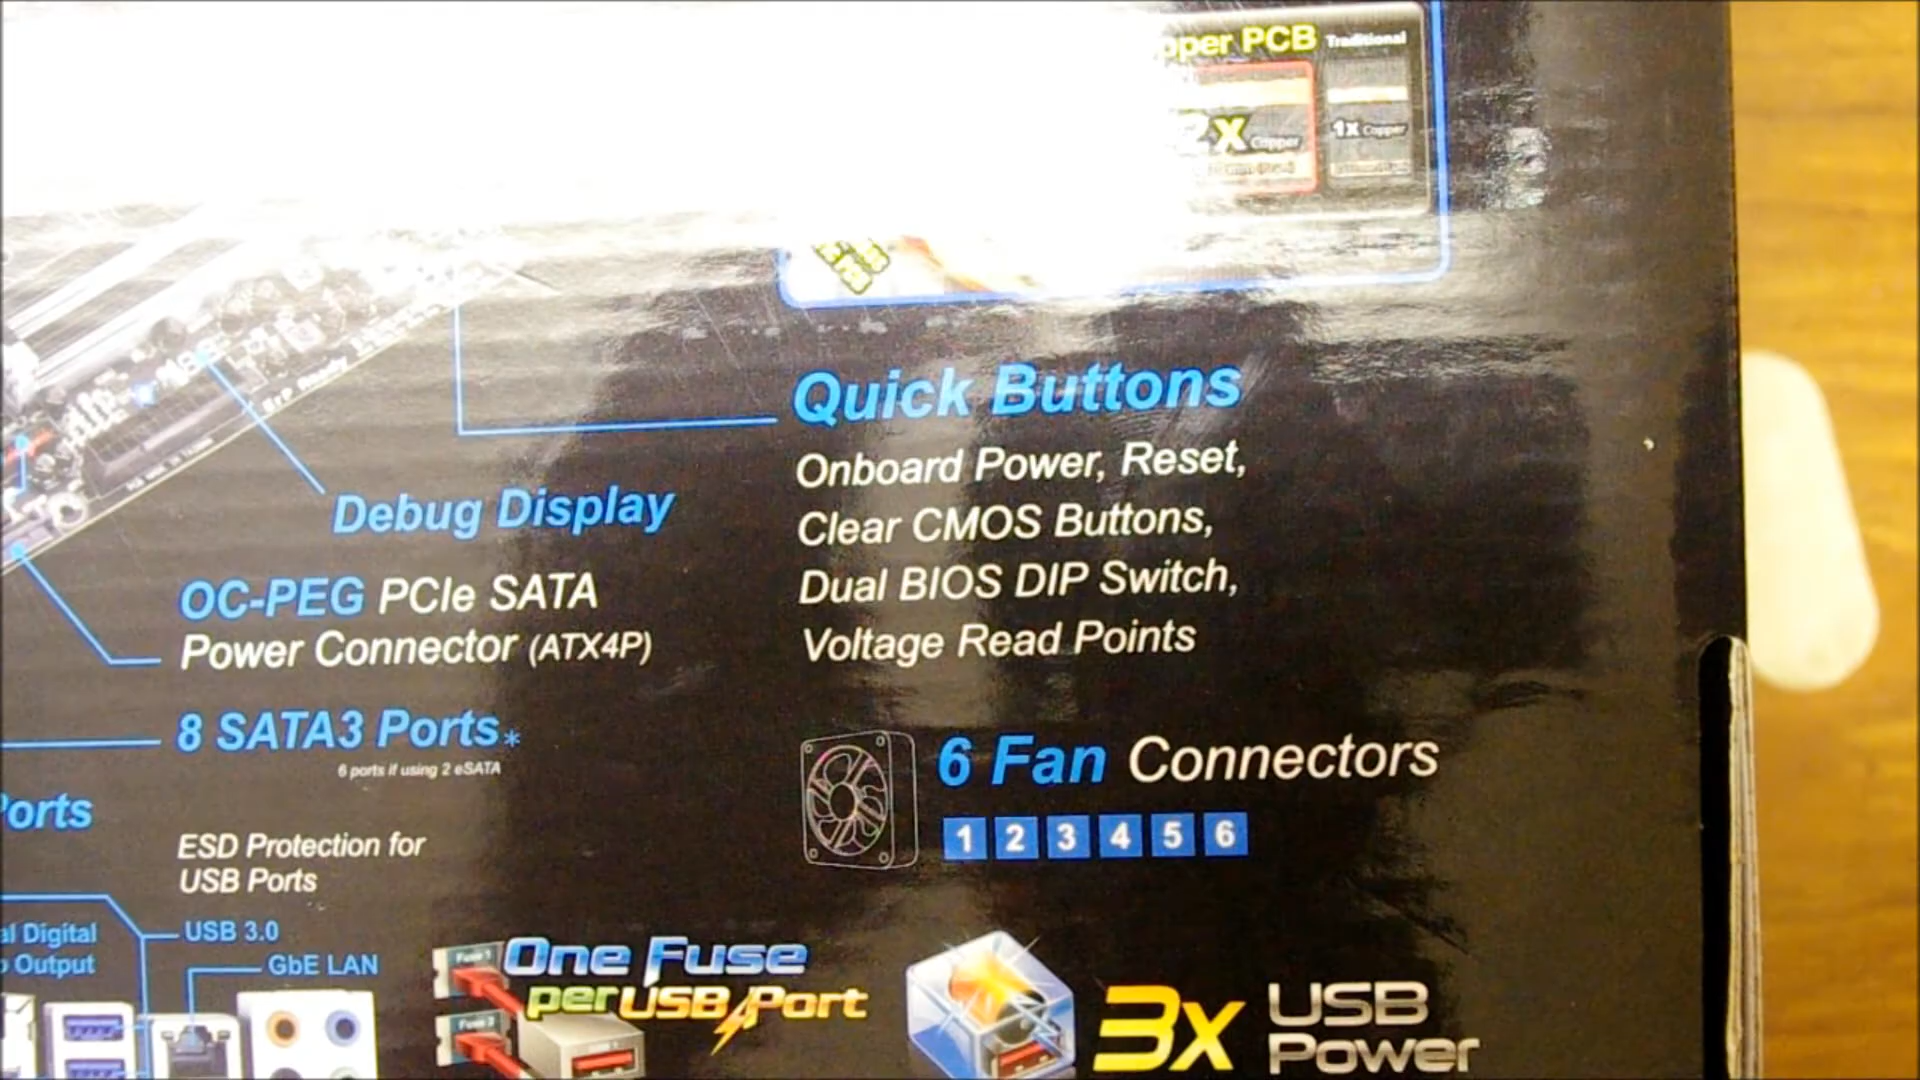 PCB Traditional
2x Copper
1x Copper
ErP Ready
Quick Buttons
Onboard Power, Reset,
Clear CMOS Buttons,
Dual BIOS DIP Switch,
Voltage Read Points
Debug Display
OC-PEG PCIe SATA
Power Connector (ATX4P)
8 SATA3 Ports*
6 ports if using 2 eSATA
6 Fan Connectors
1 2 3 4 5 6
Ports
ESD Protection for
USB Ports
Digital
Output
USB 3.0
GbE LAN
Fuse 1
Fuse 2
One Fuse
per USB Port
3x USB
Power